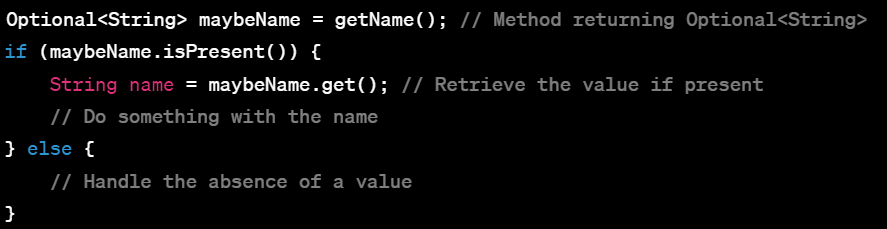 Optional<String> maybeName = getName(); // Method returning Optional<String>
if (maybeName.isPresent()) {
    String name = maybeName.get(); // Retrieve the value if present
    // Do something with the name
} else {
    // Handle the absence of a value
}